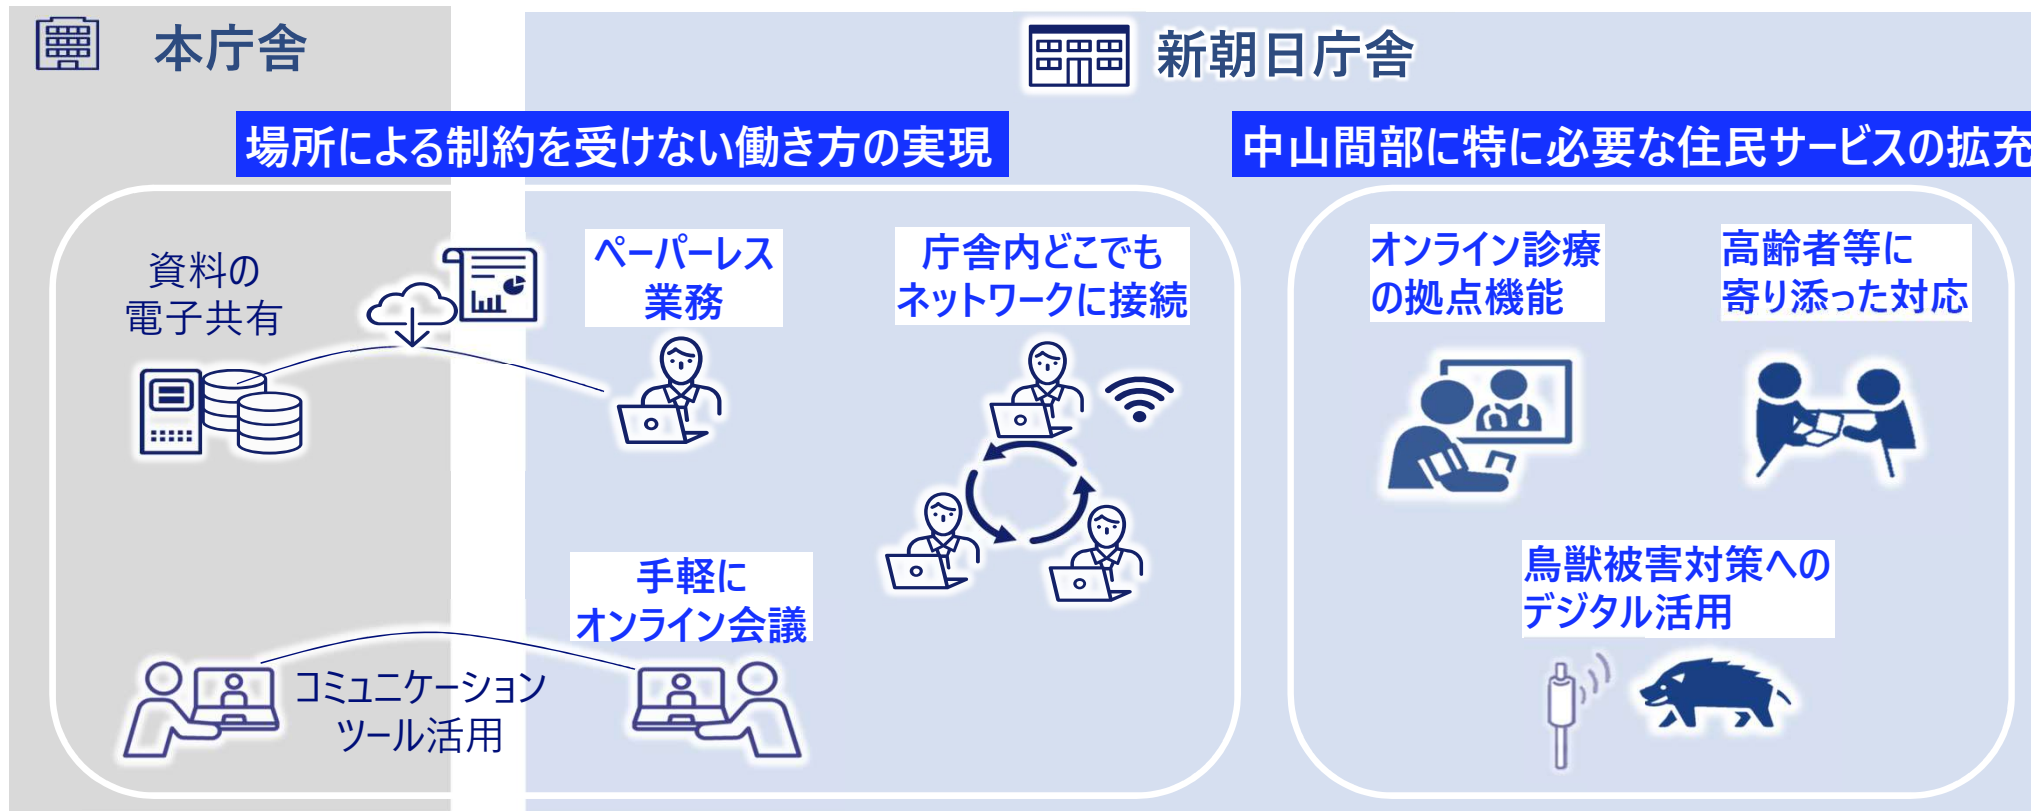 本庁舎
新朝日庁舎
場所による制約を受けない働き方の実現
中山間部に特に必要な住民サービスの拡充
資料の
電子共有
ペーパーレス
業務
庁舎内どこでも
ネットワークに接続
手軽に
オンライン会議
コミュニケーション
ツール活用
オンライン診療
の拠点機能
高齢者等に
寄り添った対応
鳥獣被害対策への
デジタル活用